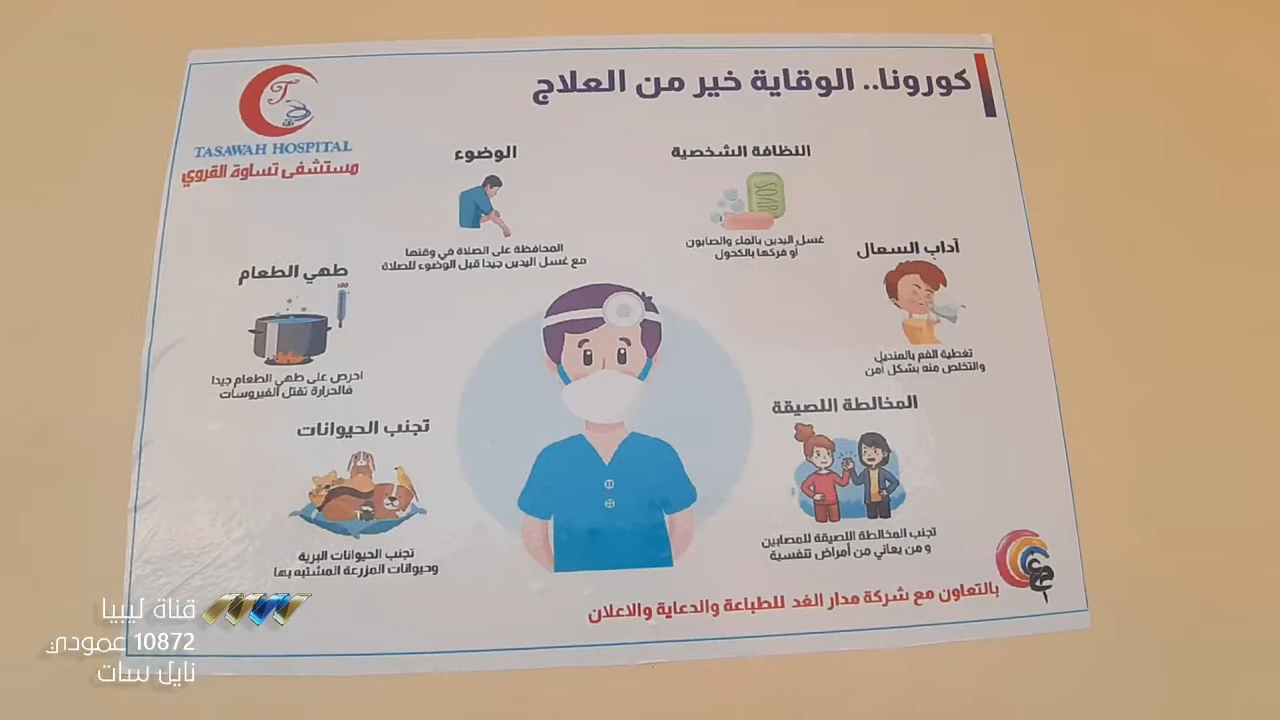 كورونا.. الوقاية خير من العلاج
TASAWAH HOSPITAL
مستشفى تساوة القروي
النظافة الشخصية
SOAP
غسل اليدين بالماء والصابون
أو فركها بالكحول
الوضوء
المحافظة على الصلاة في وقتها
مع غسل اليدين جيدا قبل الوضوء للصلاة
آداب السعال
تغطية الفم بالمنديل
والتخلص منه بشكل آمن
طهي الطعام
100
احرص على طهي الطعام جيدا
فالحرارة تقتل الفيروسات
المخالطة اللصيقة
تجنب المخالطة اللصيقة للمصابين
و من يعاني من أمراض تنفسية
تجنب الحيوانات
تجنب الحيوانات البرية
وحيوانات المزرعة المشتبه بها
بالتعاون مع شركة مدار الغد للطباعة والدعاية والاعلان
قناة ليبيا
10872 عمودي
نايل سات